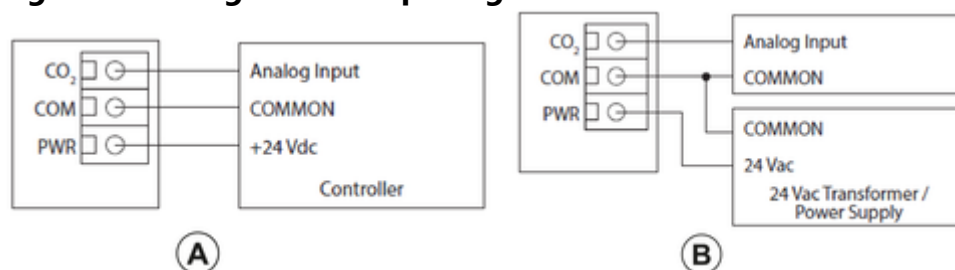 CO2
COM
PWR
Analog Input
COMMON
+24 Vdc
Controller
A
CO2
COM
PWR
Analog Input
COMMON
COMMON
24 Vac
24 Vac Transformer /
Power Supply
B